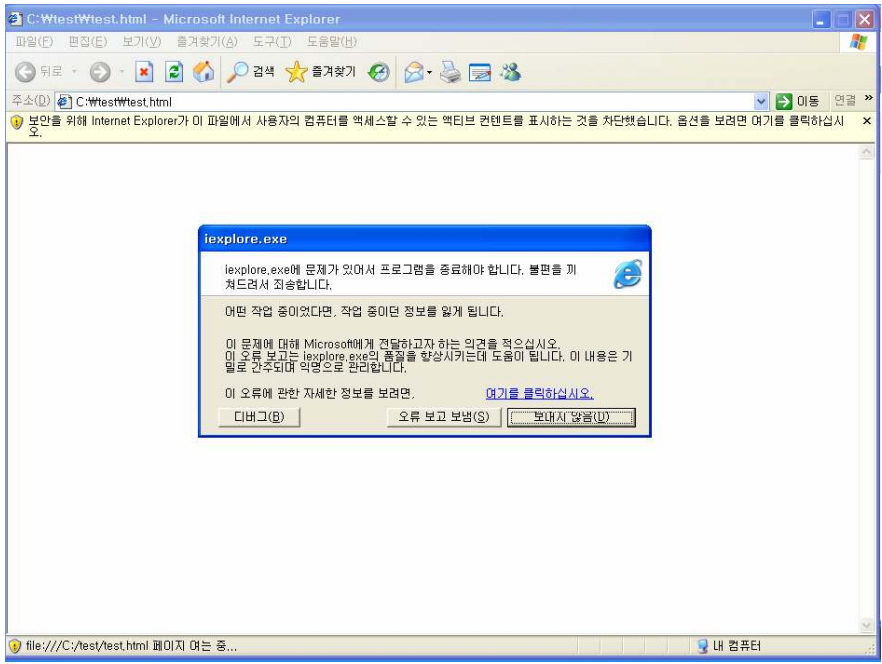 C:₩test₩test.html - Microsoft Internet Explorer
파일(F) 편집(E) 보기(V) 즐겨찾기(A) 도구(T) 도움말(H)
뒤로 검색 즐겨찾기
주소(D) C:₩test₩test.html 이동 연결 »
보안을 위해 Internet Explorer가 이 파일에서 사용자의 컴퓨터를 액세스할 수 있는 액티브 컨텐트를 표시하는 것을 차단했습니다. 옵션을 보려면 여기를 클릭하십시
오.
iexplore.exe
iexplore.exe에 문제가 있어서 프로그램을 종료해야 합니다. 불편을 끼
쳐드려서 죄송합니다.
어떤 작업 중이었다면, 작업 중이던 정보를 잃게 됩니다.
이 문제에 대해 Microsoft에게 전달하고자 하는 의견을 적으십시오.
이 오류 보고는 iexplore.exe의 품질을 향상시키는데 도움이 됩니다. 이 내용은 기
밀로 간주되며 익명으로 관리합니다.
이 오류에 관한 자세한 정보를 보려면, 여기를 클릭하십시오.
디버그(B) 오류 보고 보냄(S) 보내지 않음(U)
file:///C:/test/test.html 페이지 여는 중... 내 컴퓨터